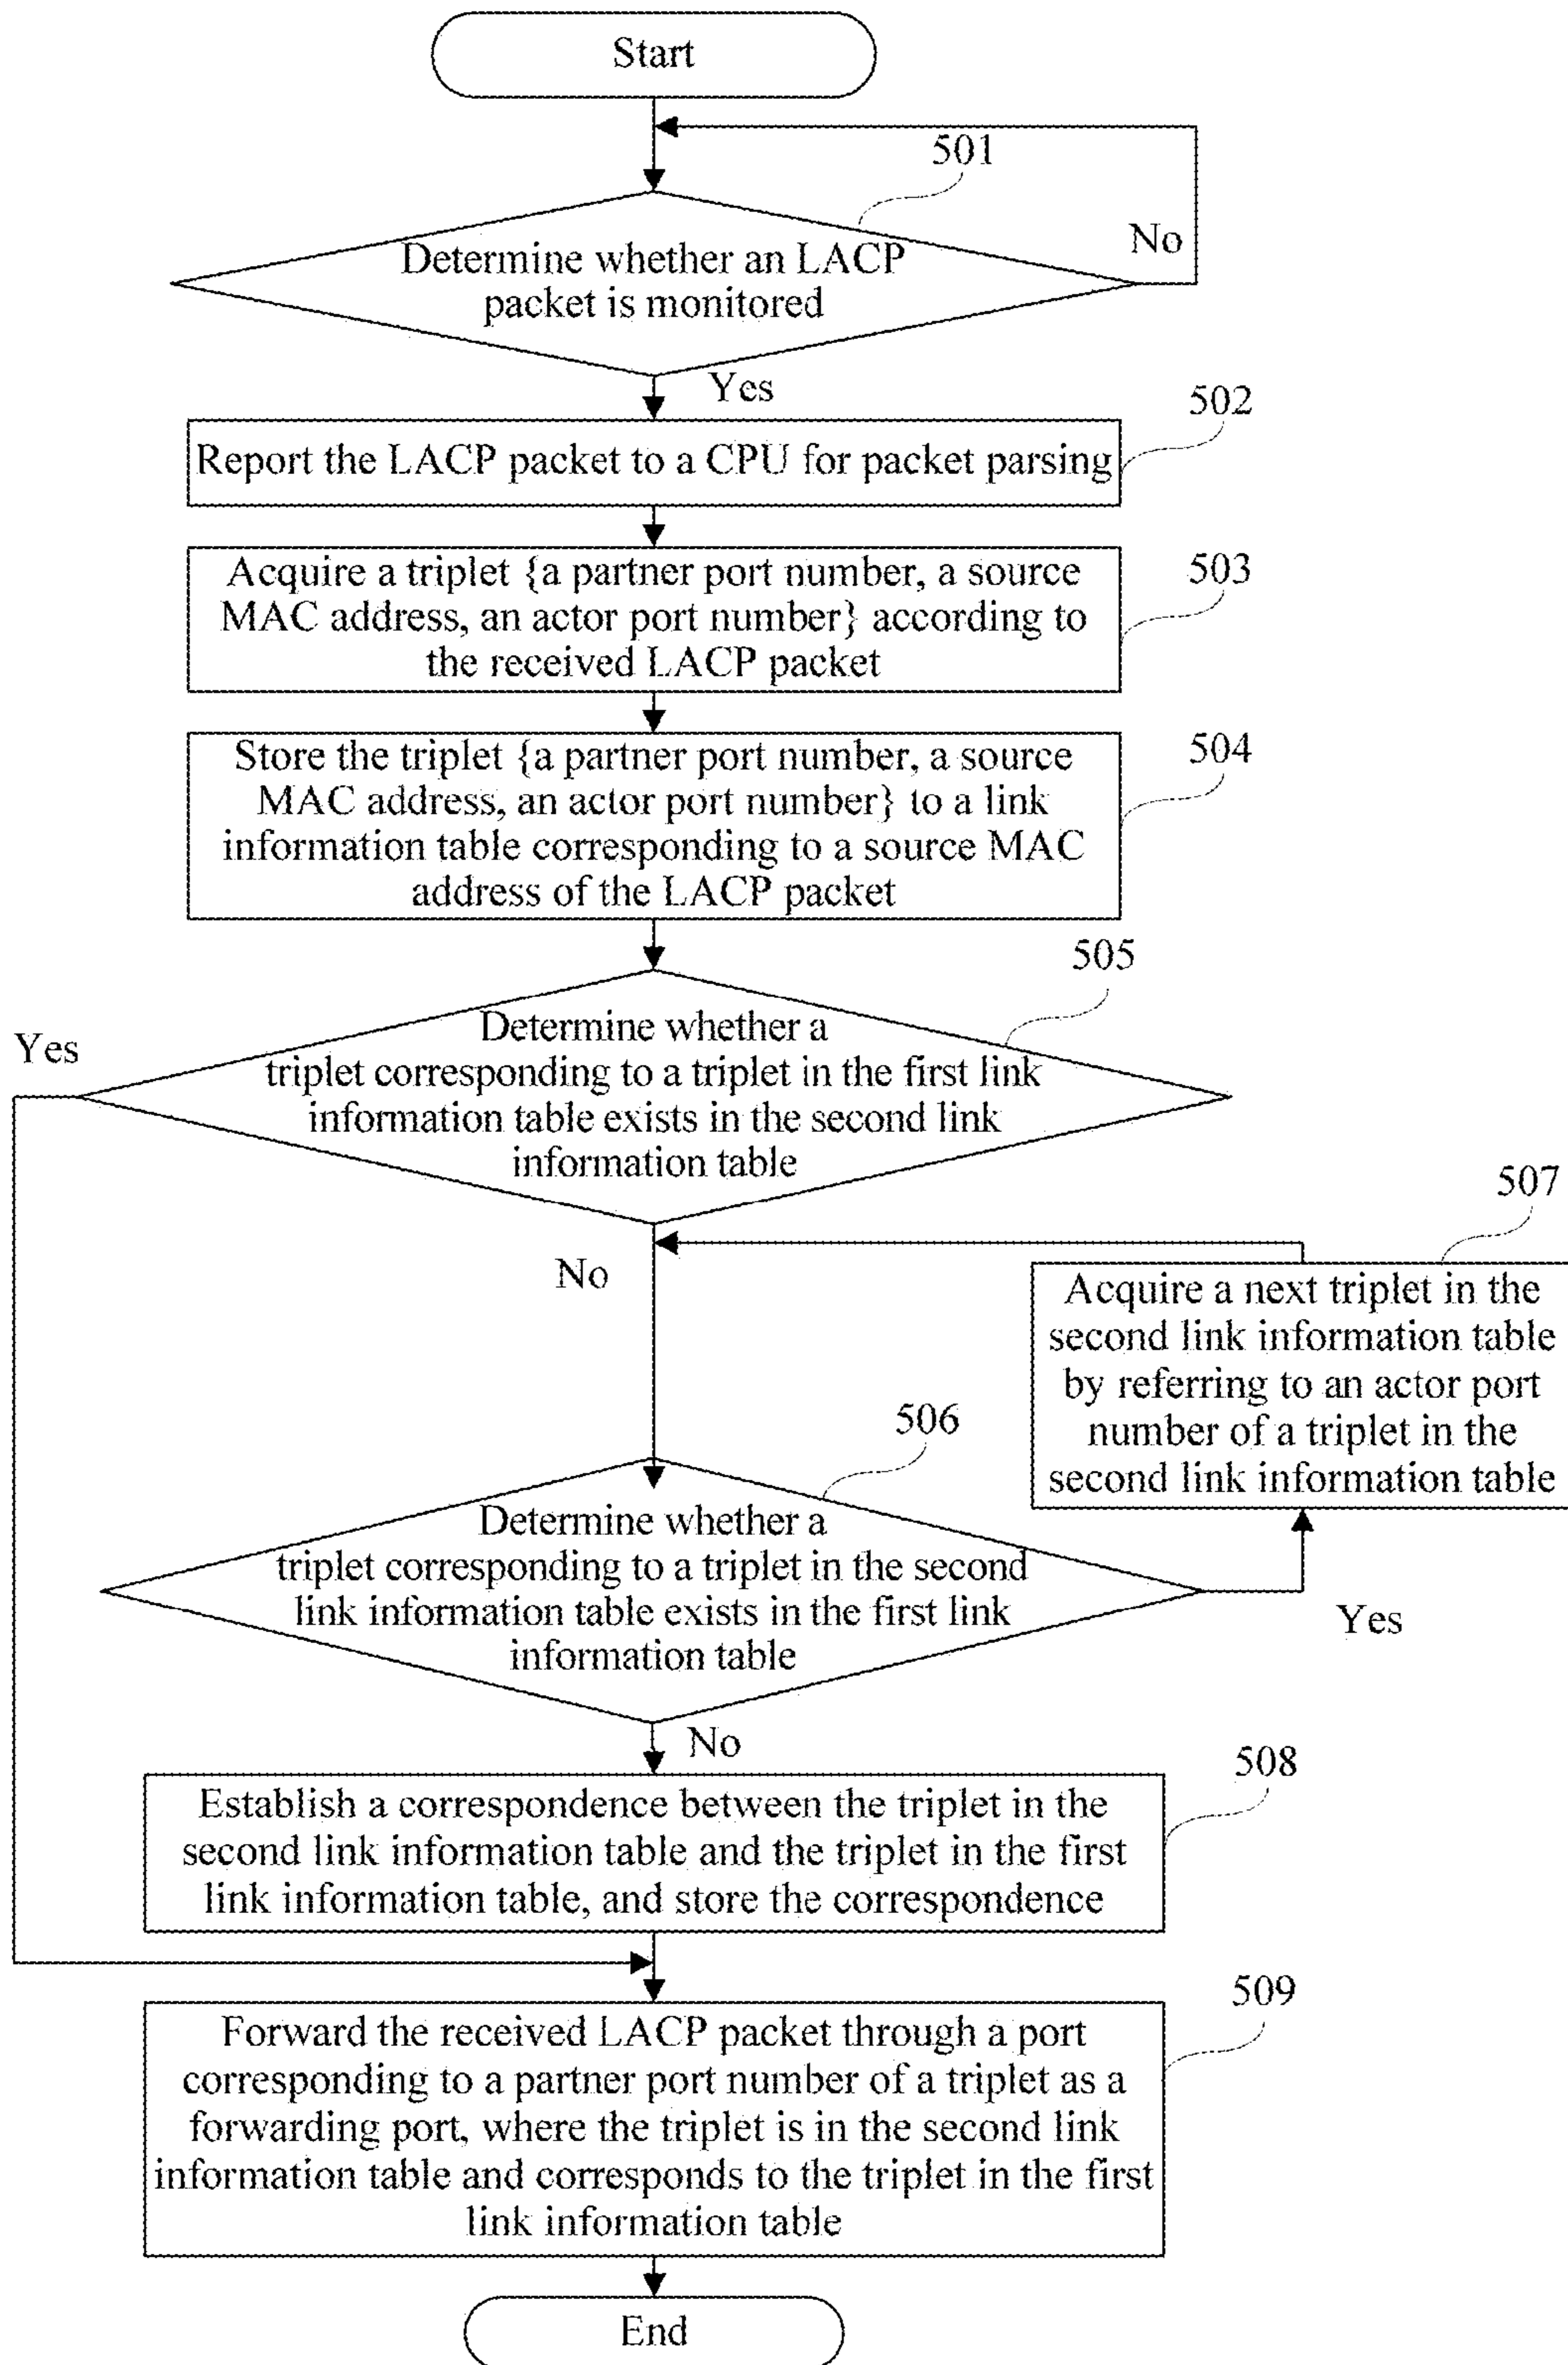 Start
501
No
Determine whether an LACP
packet is monitored
Yes
502
Report the LACP packet to a CPU for packet parsing
503
Acquire a triplet {a partner port number, a source
MAC address, an actor port number} according to
the received LACP packet
504
Store the triplet {a partner port number, a source
MAC address, an actor port number} to a link
information table corresponding to a source MAC
address of the LACP packet
505
Yes
Determine whether a
triplet corresponding to a triplet in the first link
information table exists in the second link
information table
507
No
Acquire a next triplet in the
second link information table
by referring to an actor port
number of a triplet in the
second link information table
506
Determine whether a
triplet corresponding to a triplet in the second
link information table exists in the first link
information table
Yes
No
508
Establish a correspondence between the triplet in the
second link information table and the triplet in the first
link information table, and store the correspondence
509
Forward the received LACP packet through a port
corresponding to a partner port number of a triplet as a
forwarding port, where the triplet is in the second link
information table and corresponds to the triplet in the first
link information table
End